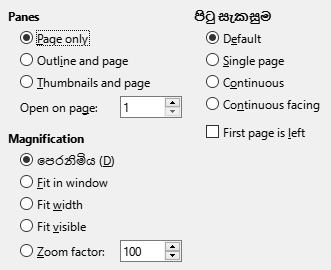 Panes
Page only
Outline and page
Thumbnails and page
Open on page: 1
Magnification
පෙරනිමිය (D)
Fit in window
Fit width
Fit visible
Zoom factor: 100
පිටු සැකසුම
Default
Single page
Continuous
Continuous facing
First page is left